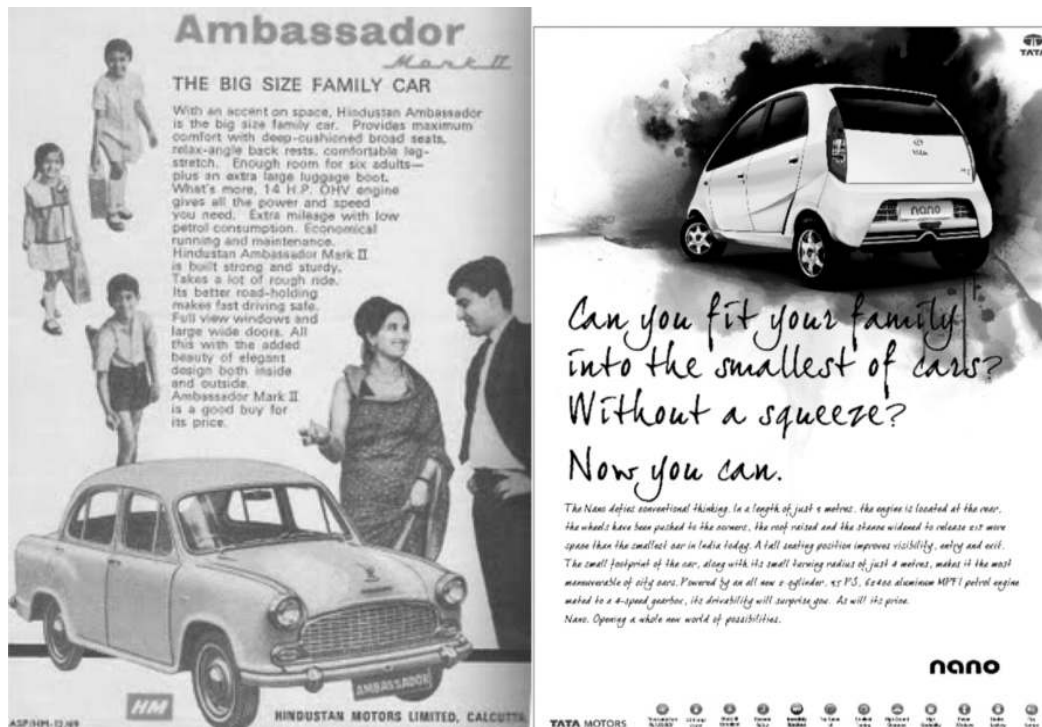 Ambassador
Mark II
THE BIG SIZE FAMILY CAR
With an accent on space, Hindustan Ambassador
is the big size family car. Provides maximum
comfort with deep-cushioned broad seats,
relax-angle back rests, comfortable leg-
stretch. Enough room for six adults—
plus an extra large luggage boot.
What's more, 14 H.P. OHV engine
gives all the power and speed
you need. Extra mileage with low
petrol consumption. Economical
running and maintenance.
Hindustan Ambassador Mark II
is built strong and sturdy.
Takes a lot of rough ride.
Its better road-holding
makes fast driving safe.
Full view windows and
large wide doors. All
this with the added
beauty of elegant
design both inside
and outside.
Ambassador Mark II
is a good buy for
its price.
AMBASSADOR
HM
HINDUSTAN MOTORS LIMITED, CALCUTTA
TATA
nano
Can you fit your family
into the smallest of cars?
Without a squeeze?
Now you can.
The Nano defies conventional thinking. In a length of just metres, the engine is located at the rear,
the wheels have been pushed to the corners, the roof raised and the stance widened to release more
space than the smallest car in India today. A tall seating position improves visibility, entry and exit.
The small footprint of the car, along with its small turning radius of just 4 metres, makes it the most
maneuverable of city cars. Powered by an all new 2-cylinder, PS, aluminum MPFI petrol engine
mated to a 4-speed gearbox, its drivability will surprise you. As will its price.
Nano. Opening a whole new world of possibilities.
nano
TATA MOTORS